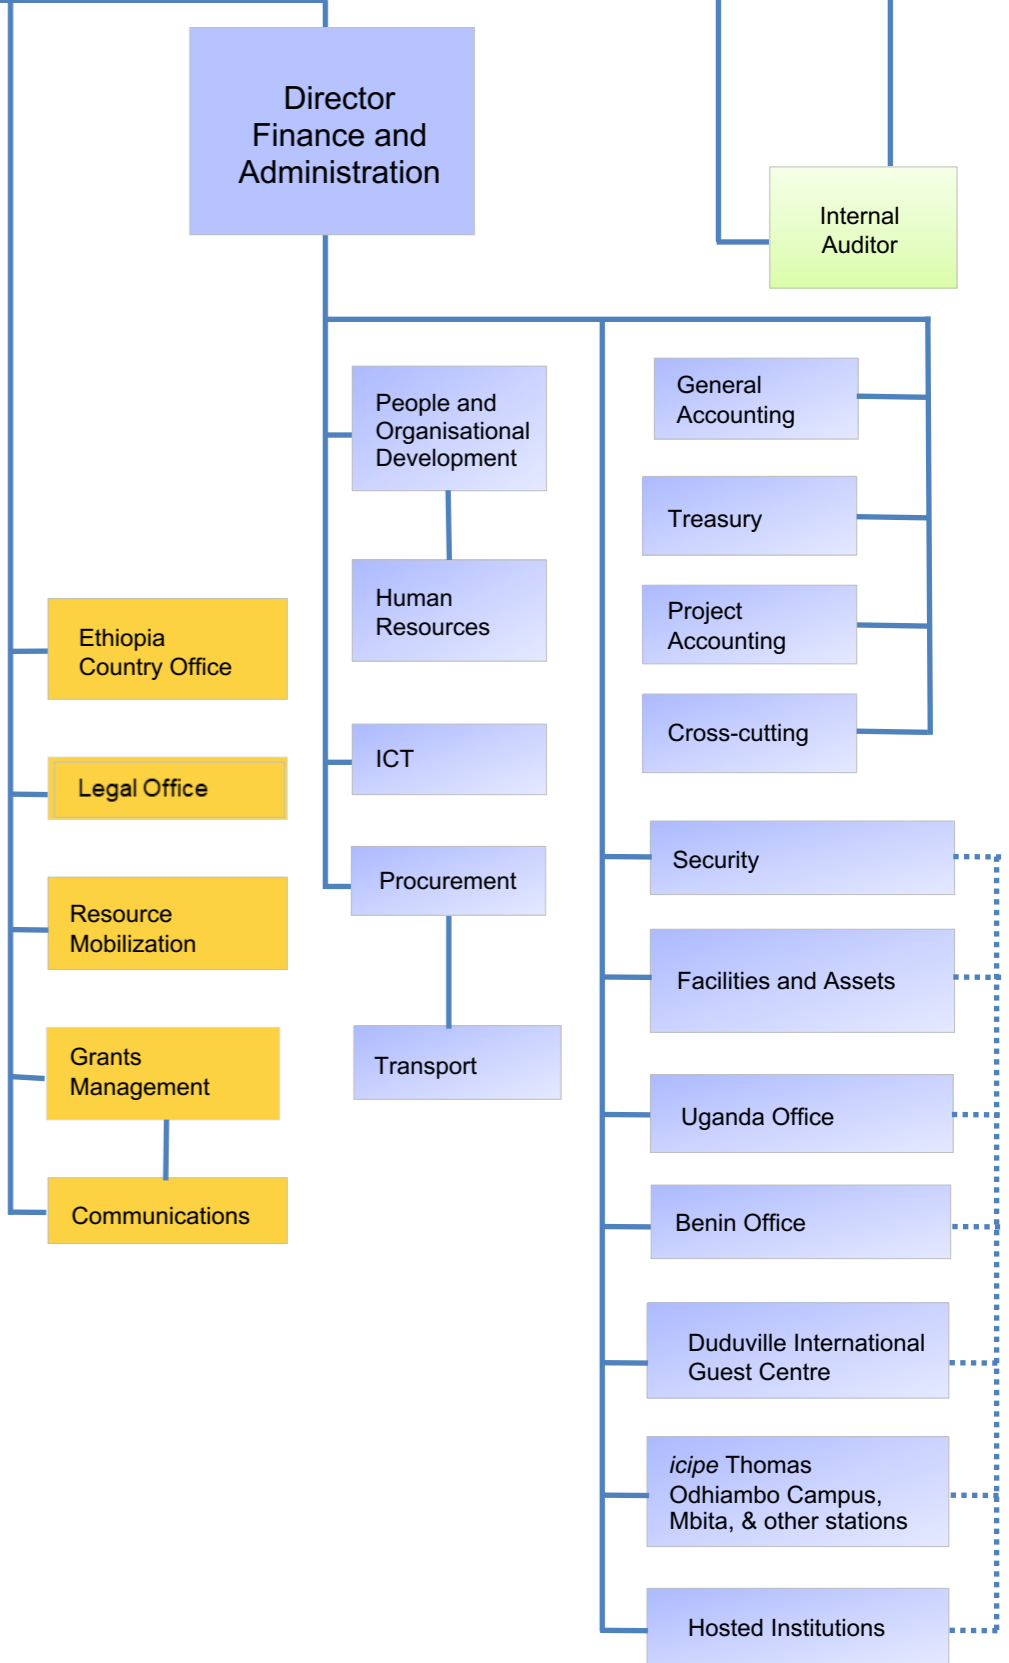 Director
Finance and
Administration
Internal
Auditor
People and
Organisational
Development
Human
Resources
ICT
Procurement
Transport
General
Accounting
Treasury
Project
Accounting
Cross-cutting
Security
Facilities and Assets
Uganda Office
Benin Office
Duduville International
Guest Centre
icipe Thomas
Odhiambo Campus,
Mbita, & other stations
Hosted Institutions
Ethiopia
Country Office
Legal Office
Resource
Mobilization
Grants
Management
Communications